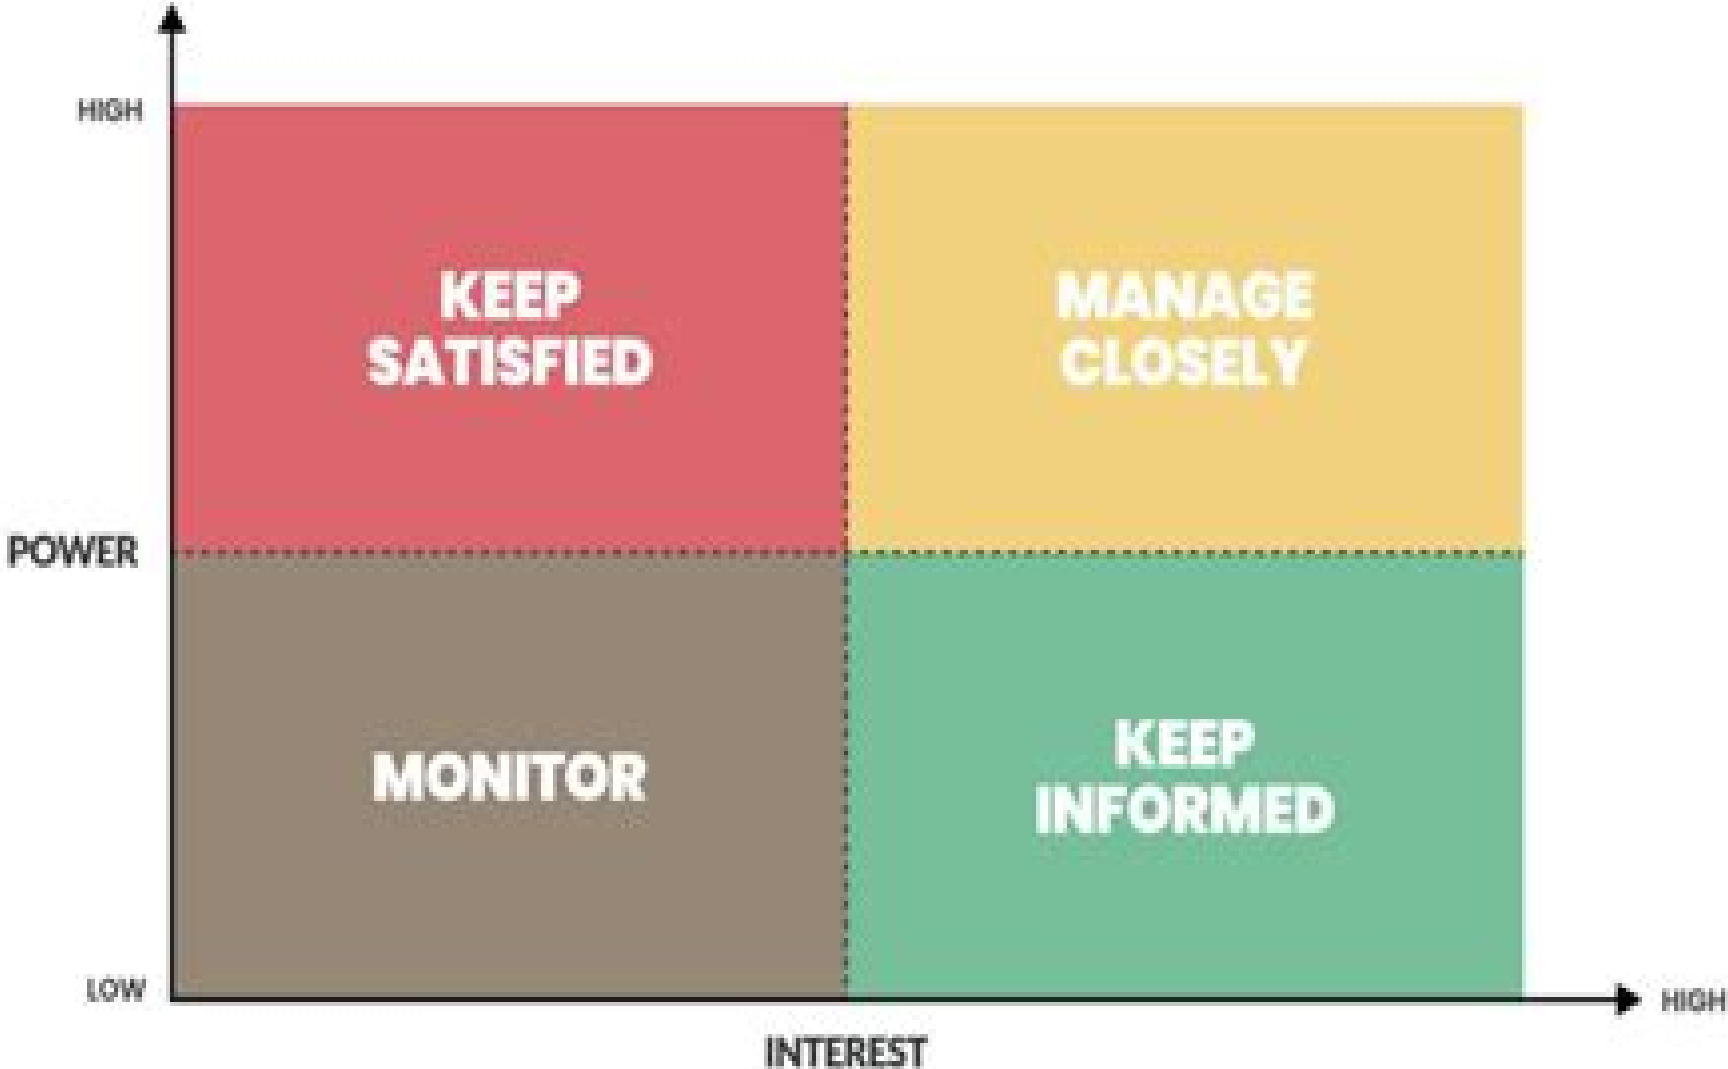 HIGH
KEEP
SATISFIED
MANAGE
CLOSELY
POWER
MONITOR
KEEP
INFORMED
LOW
HIGH
INTEREST